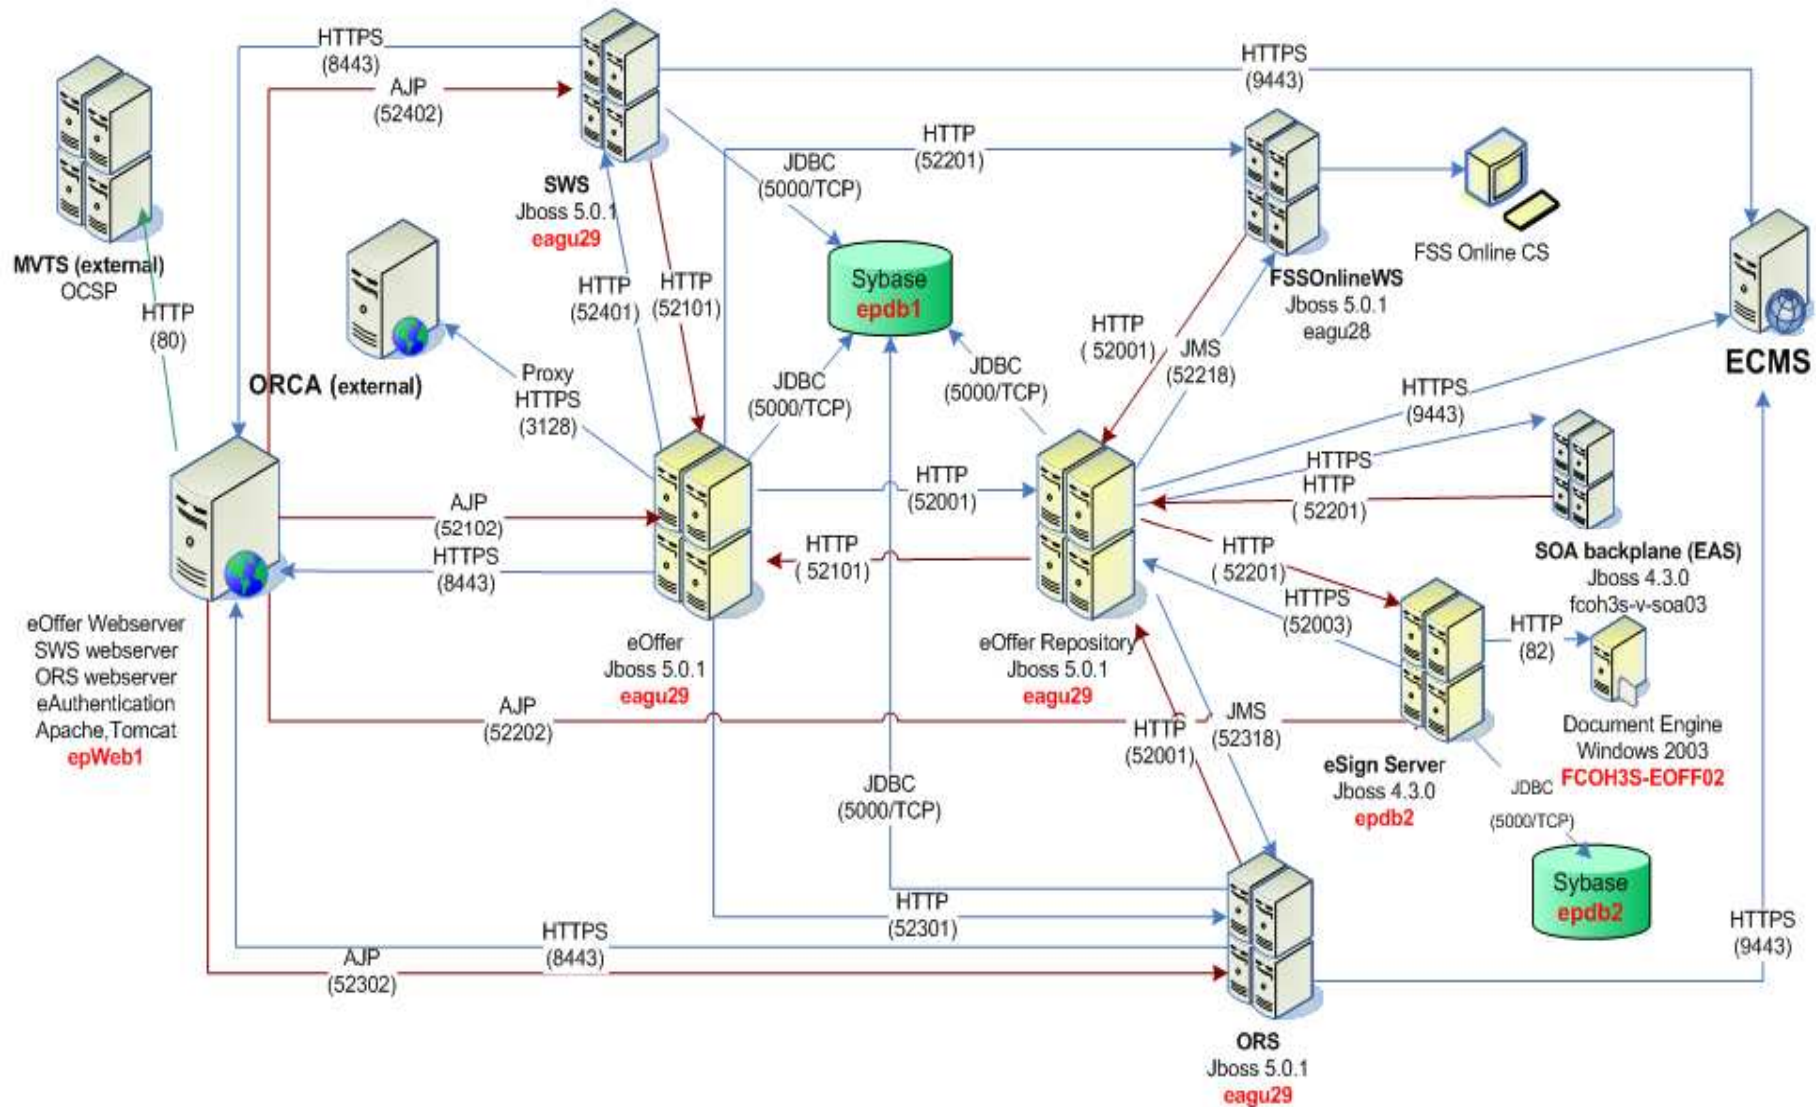 HTTPS
(8443)
AJP
(52402)
HTTPS
(9443)
HTTP
(52201)
JDBC
(5000/TCP)
SWS
Jboss 5.0.1
eagu29
MVTS (external)
OCSP
HTTP
(80)
ORCA (external)
HTTP
(52401)
HTTP
(52101)
Sybase
epdb1
FSS Online CS
FSSOnlineWS
Jboss 5.0.1
eagu28
HTTP
( 52001)
JMS
(52218)
ECMS
Proxy
HTTPS
(3128)
JDBC
(5000/TCP)
JDBC
(5000/TCP)
HTTPS
(9443)
HTTPS
HTTP
( 52201)
AJP
(52102)
HTTPS
(8443)
HTTP
(52001)
HTTP
( 52101)
HTTP
( 52201)
HTTPS
(52003)
SOA backplane (EAS)
Jboss 4.3.0
fcoh3s-v-soa03
HTTP
(82)
eOffer Webserver
SWS webserver
ORS webserver
eAuthentication
Apache,Tomcat
epWeb1
eOffer
Jboss 5.0.1
eagu29
eOffer Repository
Jboss 5.0.1
eagu29
AJP
(52202)
HTTP
(52001)
JMS
(52318)
Document Engine
Windows 2003
FCOH3S-EOFF02
eSign Server
Jboss 4.3.0
epdb2
JDBC
(5000/TCP)
JDBC
(5000/TCP)
Sybase
epdb2
HTTP
(52301)
HTTPS
(8443)
AJP
(52302)
HTTPS
(9443)
ORS
Jboss 5.0.1
eagu29